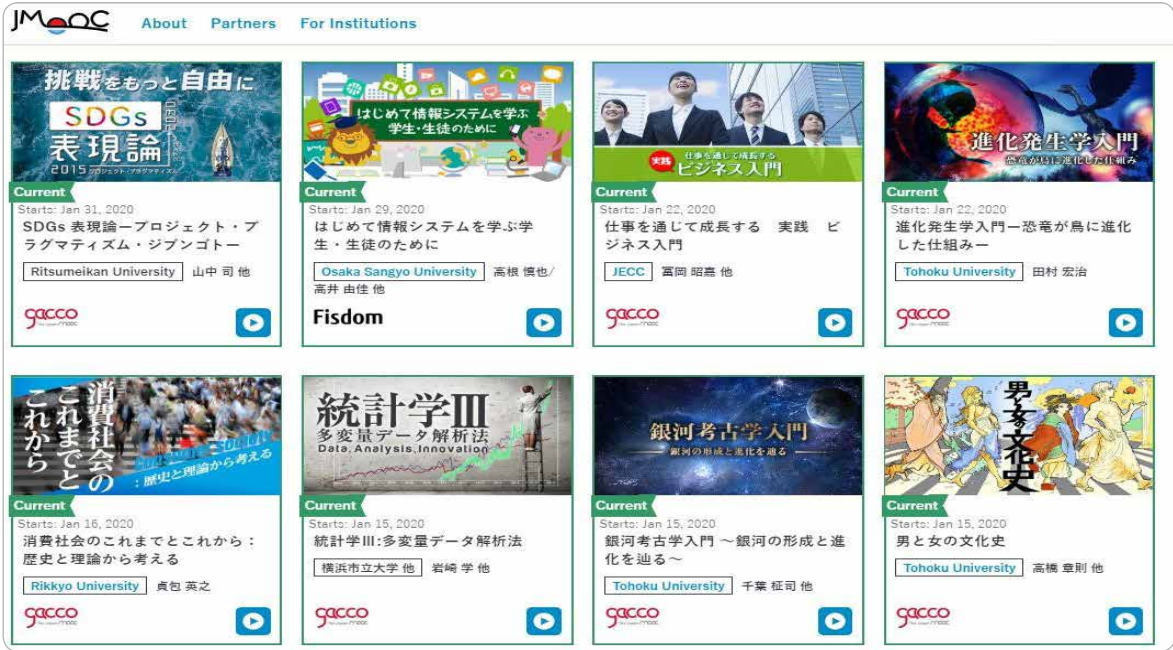 JMOOC About Partners For Institutions
挑戦をもっと自由に
SDGs
表現論
2015 プロジェクト・プラグマティズム 2030
Current
Starts: Jan 31, 2020
SDGs 表現論－プロジェクト・プ
ラグマティズム・ジブンゴトー
Ritsumeikan University 山中 司 他
gacco
はじめて情報システムを学ぶ
学生・生徒のために
Current
Starts: Jan 29, 2020
はじめて情報システムを学ぶ学
生・生徒のために
Osaka Sangyo University 高根 慎也/
高井 由佳 他
Fisdom
実践 仕事を通じて成長する
ビジネス入門
Current
Starts: Jan 22, 2020
仕事を通じて成長する 実践 ビ
ジネス入門
JECC 冨岡 昭嘉 他
gacco
進化発生学入門
恐竜が鳥に進化した仕組み
Current
Starts: Jan 22, 2020
進化発生学入門ー恐竜が鳥に進化
した仕組みー
Tohoku University 田村 宏治
gacco
消費社会の
これまでと
これから
：歴史と理論から考える
Current
Starts: Jan 16, 2020
消費社会のこれまでとこれから：
歴史と理論から考える
Rikkyo University 貞包 英之
gacco
統計学Ⅲ
多変量データ解析法
Data, Analysis, Innovation
Current
Starts: Jan 15, 2020
統計学Ⅲ:多変量データ解析法
横浜市立大学 他 岩崎 学 他
gacco
銀河考古学入門
銀河の形成と進化を辿る
Current
Starts: Jan 15, 2020
銀河考古学入門 ～銀河の形成と進
化を辿る～
Tohoku University 千葉 柾司 他
gacco
男と女の文化史
Current
Starts: Jan 15, 2020
男と女の文化史
Tohoku University 高橋 章則 他
gacco